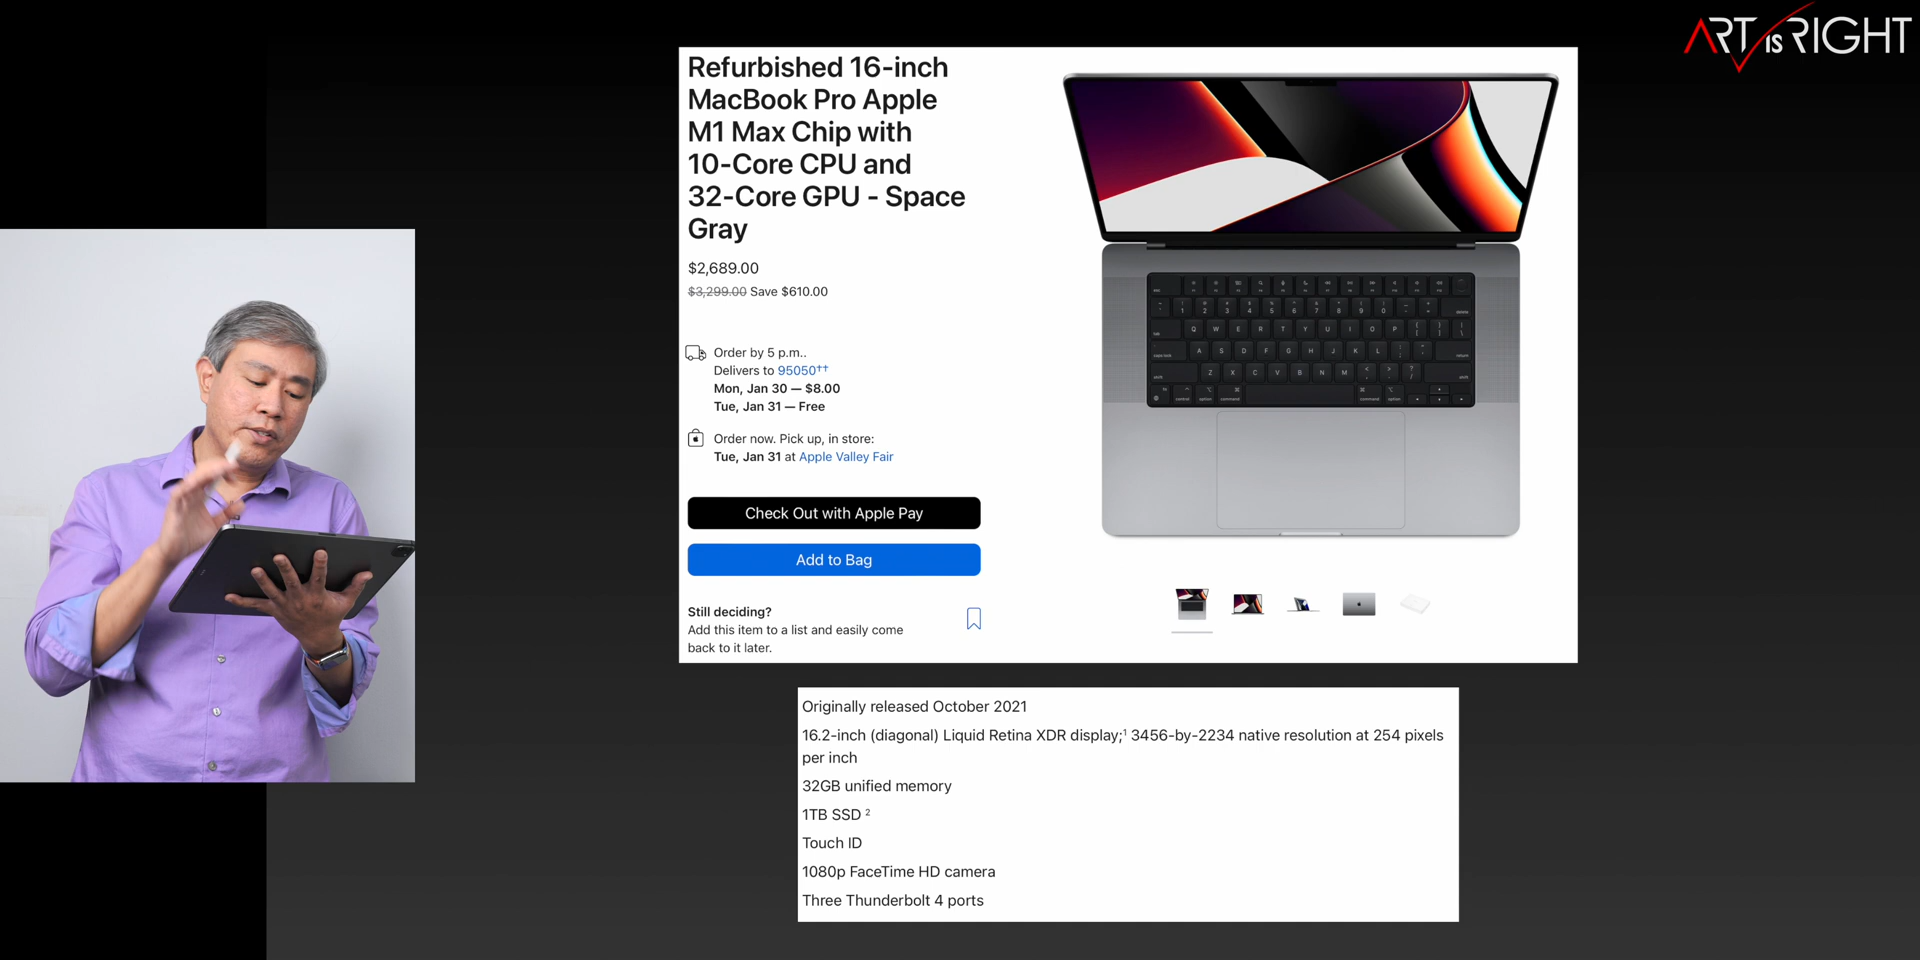 ART is RIGHT
Refurbished 16-inch
MacBook Pro Apple
M1 Max Chip with
10-Core CPU and
32-Core GPU - Space
Gray
$2,689.00
$3,299.00 Save $610.00
Order by 5 p.m..
Delivers to 95050††
Mon, Jan 30 — $8.00
Tue, Jan 31 — Free
Order now. Pick up, in store:
Tue, Jan 31 at Apple Valley Fair
Check Out with Apple Pay
Add to Bag
Still deciding?
Add this item to a list and easily come
back to it later.
Originally released October 2021
16.2-inch (diagonal) Liquid Retina XDR display;¹ 3456-by-2234 native resolution at 254 pixels
per inch
32GB unified memory
1TB SSD ²
Touch ID
1080p FaceTime HD camera
Three Thunderbolt 4 ports